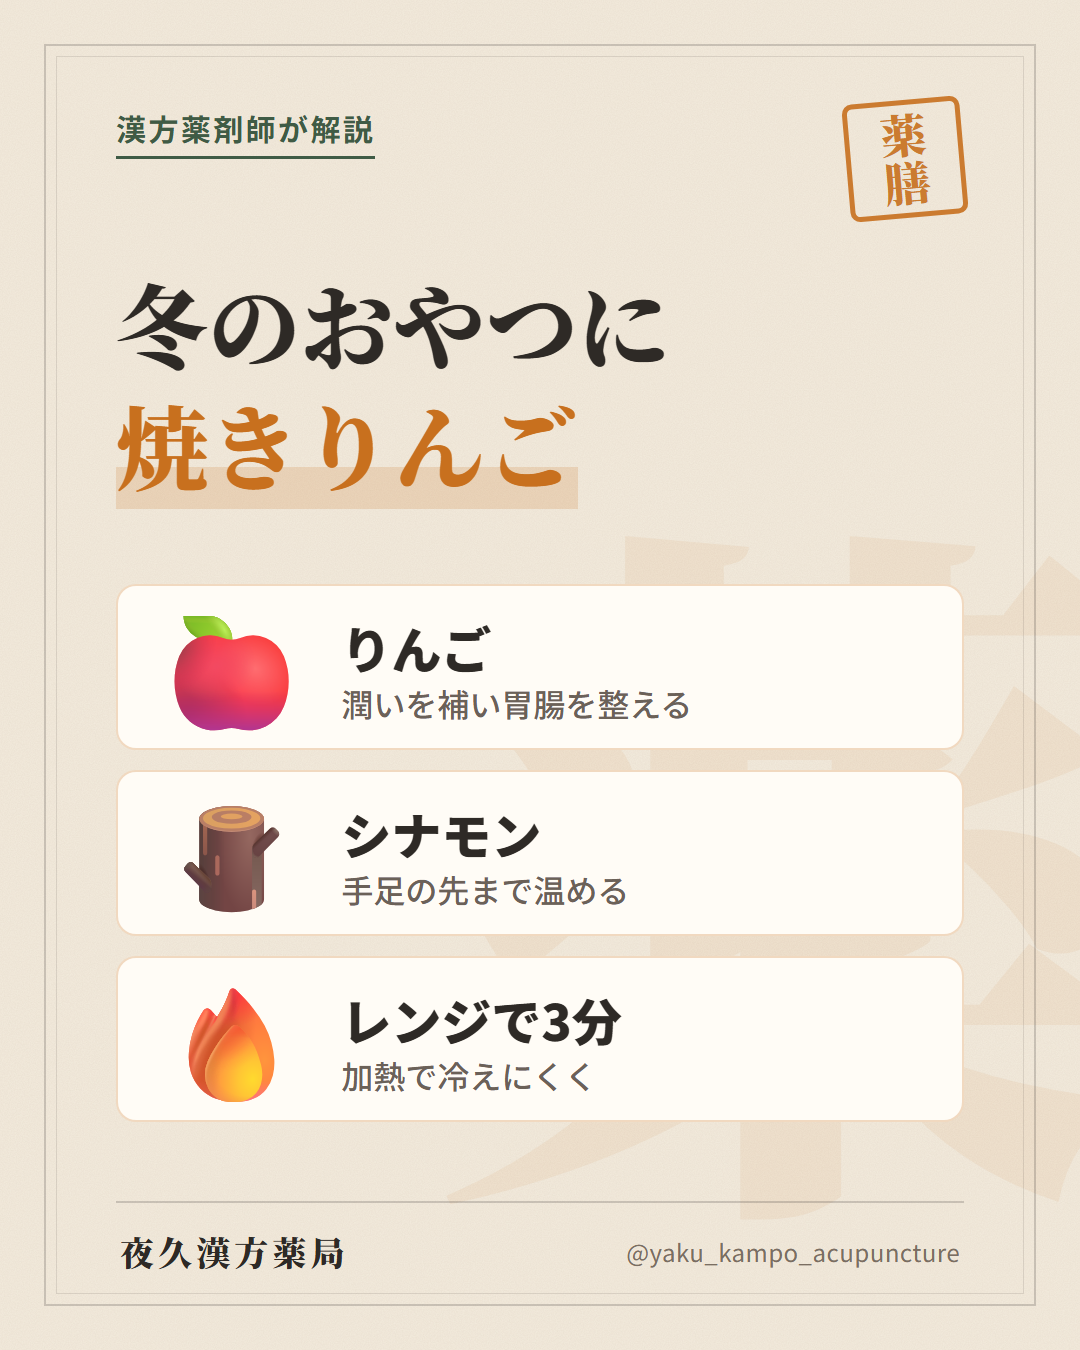 漢方薬剤師が解説
薬
膳
冬のおやつに
焼きりんご
りんご
潤いを補い胃腸を整える
シナモン
手足の先まで温める
レンジで3分
加熱で冷えにくく
夜久漢方薬局
@yaku_kampo_acupuncture